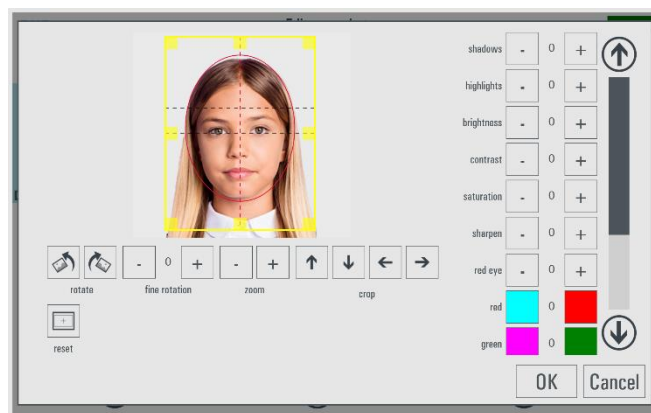 shadows - 0 +
highlights - 0 +
brightness - 0 +
contrast - 0 +
saturation - 0 +
sharpen - 0 +
red eye - 0 +
red 0
green 0
- 0 + - +
rotate fine rotation zoom crop
reset
OK Cancel